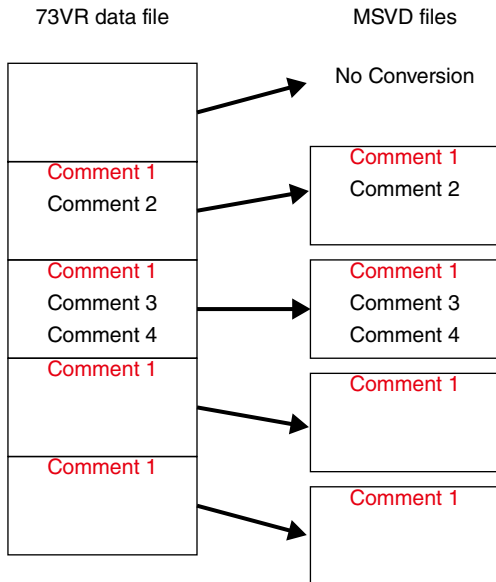 73VR data file
Comment 1
Comment 2
Comment 1
Comment 3
Comment 4
Comment 1
Comment 1
MSVD files
No Conversion
Comment 1
Comment 2
Comment 1
Comment 3
Comment 4
Comment 1
Comment 1